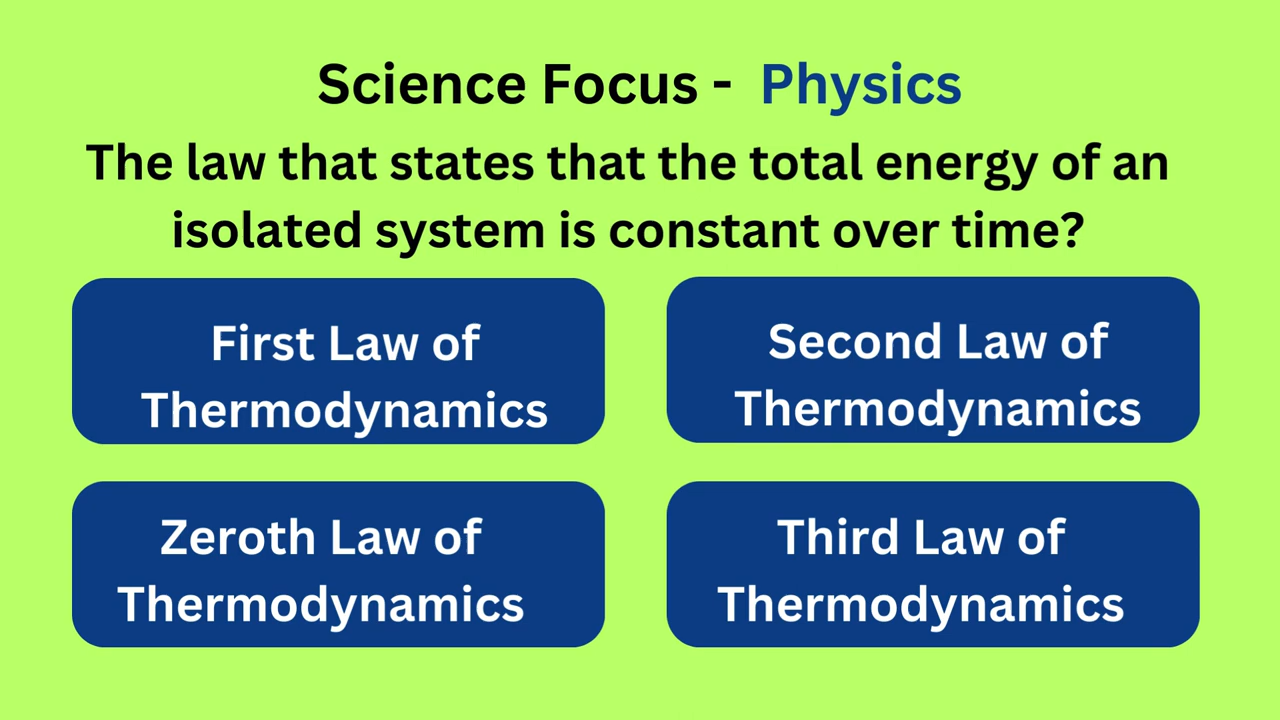 Science Focus - Physics
The law that states that the total energy of an
isolated system is constant over time?
First Law of
Thermodynamics
Second Law of
Thermodynamics
Zeroth Law of
Thermodynamics
Third Law of
Thermodynamics